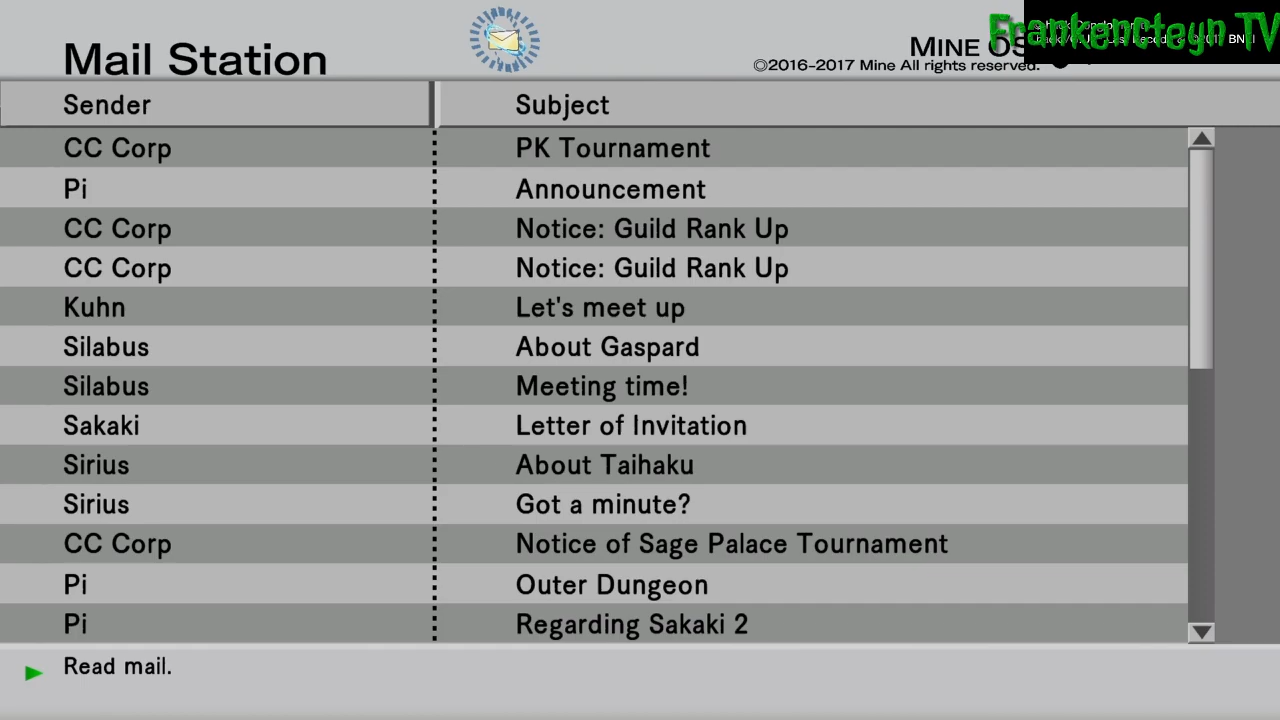 Mail Station
MINE OS
FrankencteynTV
©2016-2017 Mine All rights reserved.
Sender Subject
CC Corp PK Tournament
Pi Announcement
CC Corp Notice: Guild Rank Up
CC Corp Notice: Guild Rank Up
Kuhn Let's meet up
Silabus About Gaspard
Silabus Meeting time!
Sakaki Letter of Invitation
Sirius About Taihaku
Sirius Got a minute?
CC Corp Notice of Sage Palace Tournament
Pi Outer Dungeon
Pi Regarding Sakaki 2
Read mail.